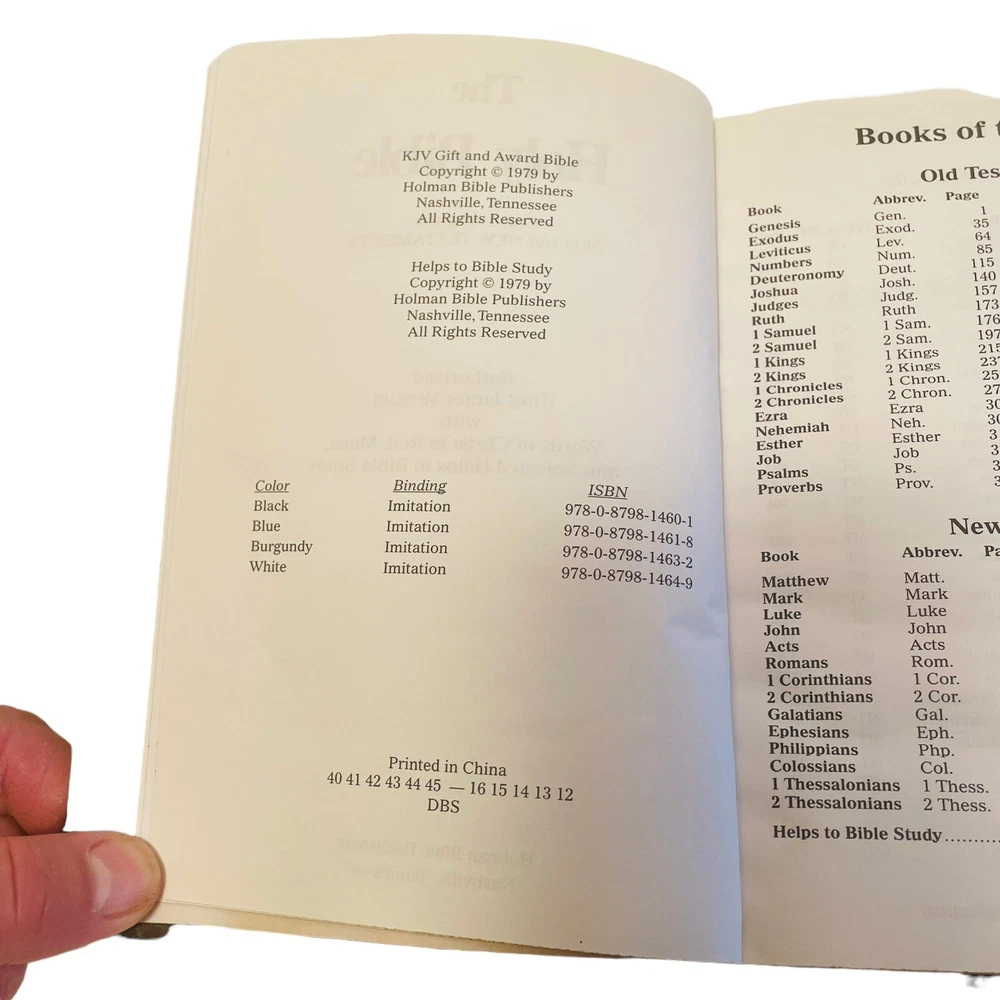 KJV Gift and Award Bible
Copyright © 1979 by
Holman Bible Publishers
Nashville, Tennessee
All Rights Reserved
Helps to Bible Study
Copyright © 1979 by
Holman Bible Publishers
Nashville, Tennessee
All Rights Reserved
Color Binding ISBN
Black Imitation 978-0-8798-1460-1
Blue Imitation 978-0-8798-1461-8
Burgundy Imitation 978-0-8798-1463-2
White Imitation 978-0-8798-1464-9
Printed in China
40 41 42 43 44 45 — 16 15 14 13 12
DBS
Books of
Old
Book Abbrev. Page
Genesis Gen. 1
Exodus Exod. 35
Leviticus Lev. 64
Numbers Num. 85
Deuteronomy Deut. 115
Joshua Josh. 140
Judges Judg. 157
Ruth Ruth 173
1 Samuel 1 Sam. 176
2 Samuel 2 Sam. 197
1 Kings 1 Kings 215
2 Kings 2 Kings
1 Chronicles 1 Chron.
2 Chronicles 2 Chron.
Ezra Ezra
Nehemiah Neh.
Esther Esther
Job Job
Psalms Ps.
Proverbs Prov.
New
Book Abbrev.
Matthew Matt.
Mark Mark
Luke Luke
John John
Acts Acts
Romans Rom.
1 Corinthians 1 Cor.
2 Corinthians 2 Cor.
Galatians Gal.
Ephesians Eph.
Philippians Php.
Colossians Col.
1 Thessalonians 1 Thess.
2 Thessalonians 2 Thess.
Helps to Bible Study..........